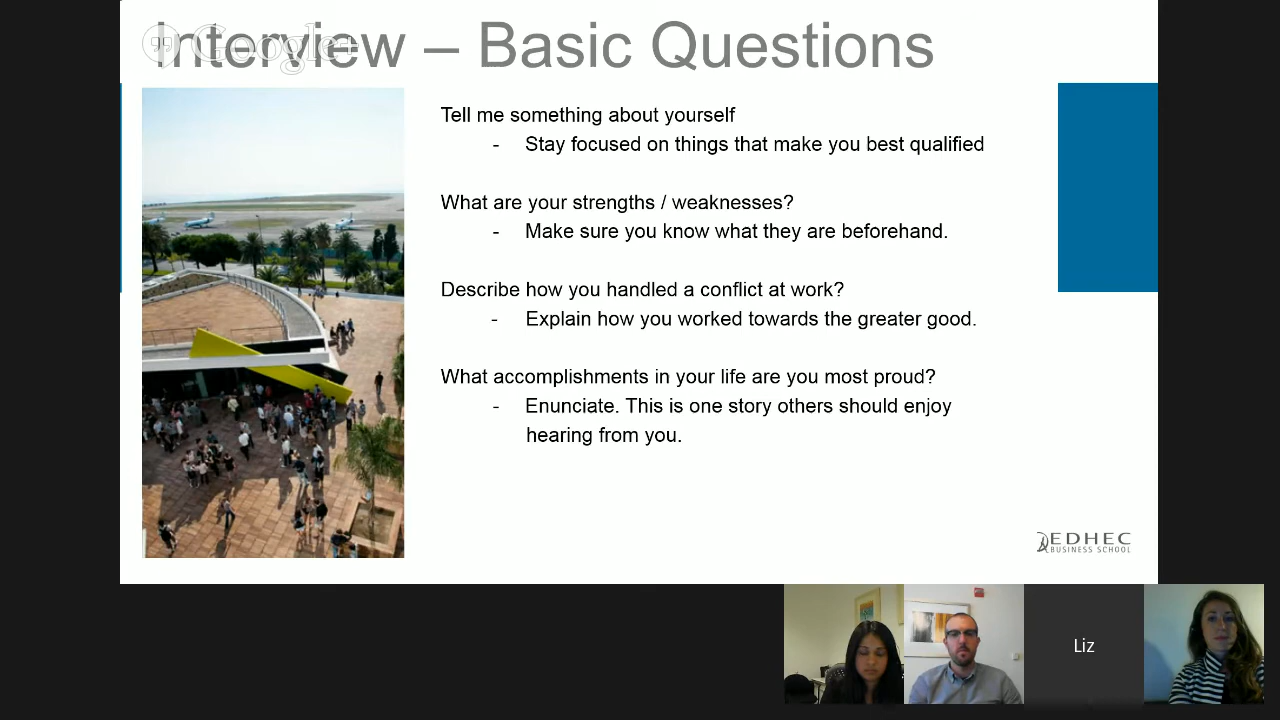 Interview – Basic Questions
Google+
Tell me something about yourself
- Stay focused on things that make you best qualified
What are your strengths / weaknesses?
- Make sure you know what they are beforehand.
Describe how you handled a conflict at work?
- Explain how you worked towards the greater good.
What accomplishments in your life are you most proud?
- Enunciate. This is one story others should enjoy
hearing from you.
EDHEC
BUSINESS SCHOOL
Liz